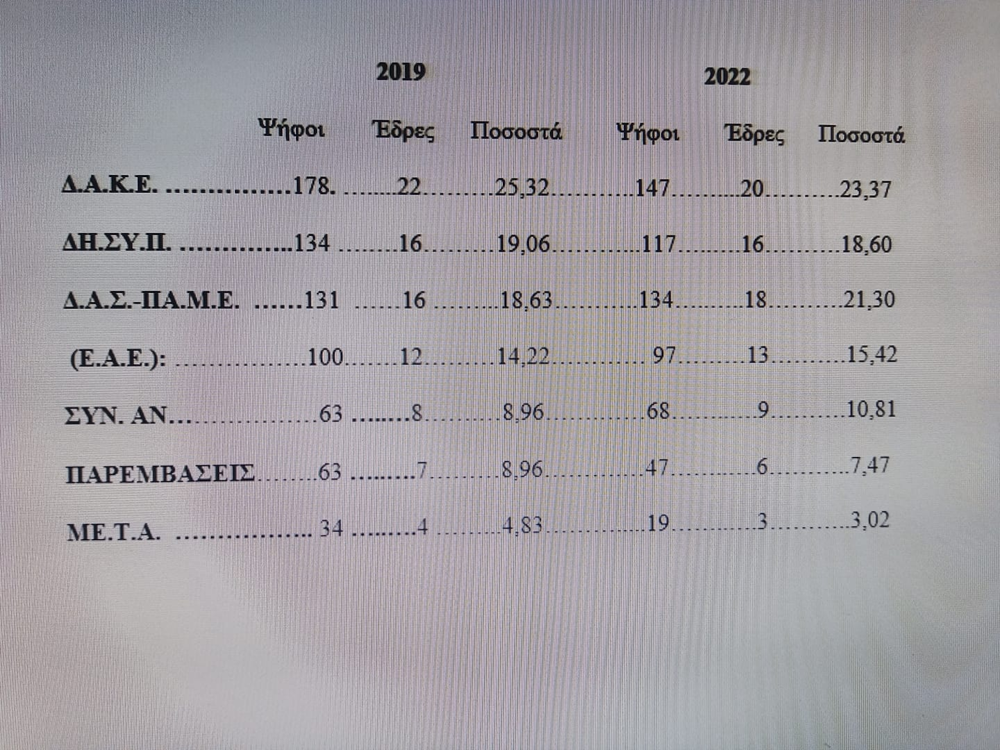 2019 2022
Ψήφοι Έδρες Ποσοστά Ψήφοι Έδρες Ποσοστά
Δ.Α.Κ.Ε. ……………..178. ……..22………25,32………..147………..20……….23,37
ΔΗ.ΣΥ.Π. …………...134 ……..16………19,06…………117………16……….18,60
Δ.Α.Σ.-ΠΑ.Μ.Ε. ……131 ……16 ………18,63………..134………18……….21,30
(Ε.Α.Ε.): ……………..100…….12………14,22…………. 97………13……….15,42
ΣΥΝ. ΑΝ……………….63 ……..8……….8,96………….68………..9……….10,81
ΠΑΡΕΜΒΑΣΕΙΣ……..63 ………7………8,96………….47………..6………..7,47
ΜΕ.Τ.Α. ……………….. 34 ………4 ……..4,83………….19………..3………..3,02